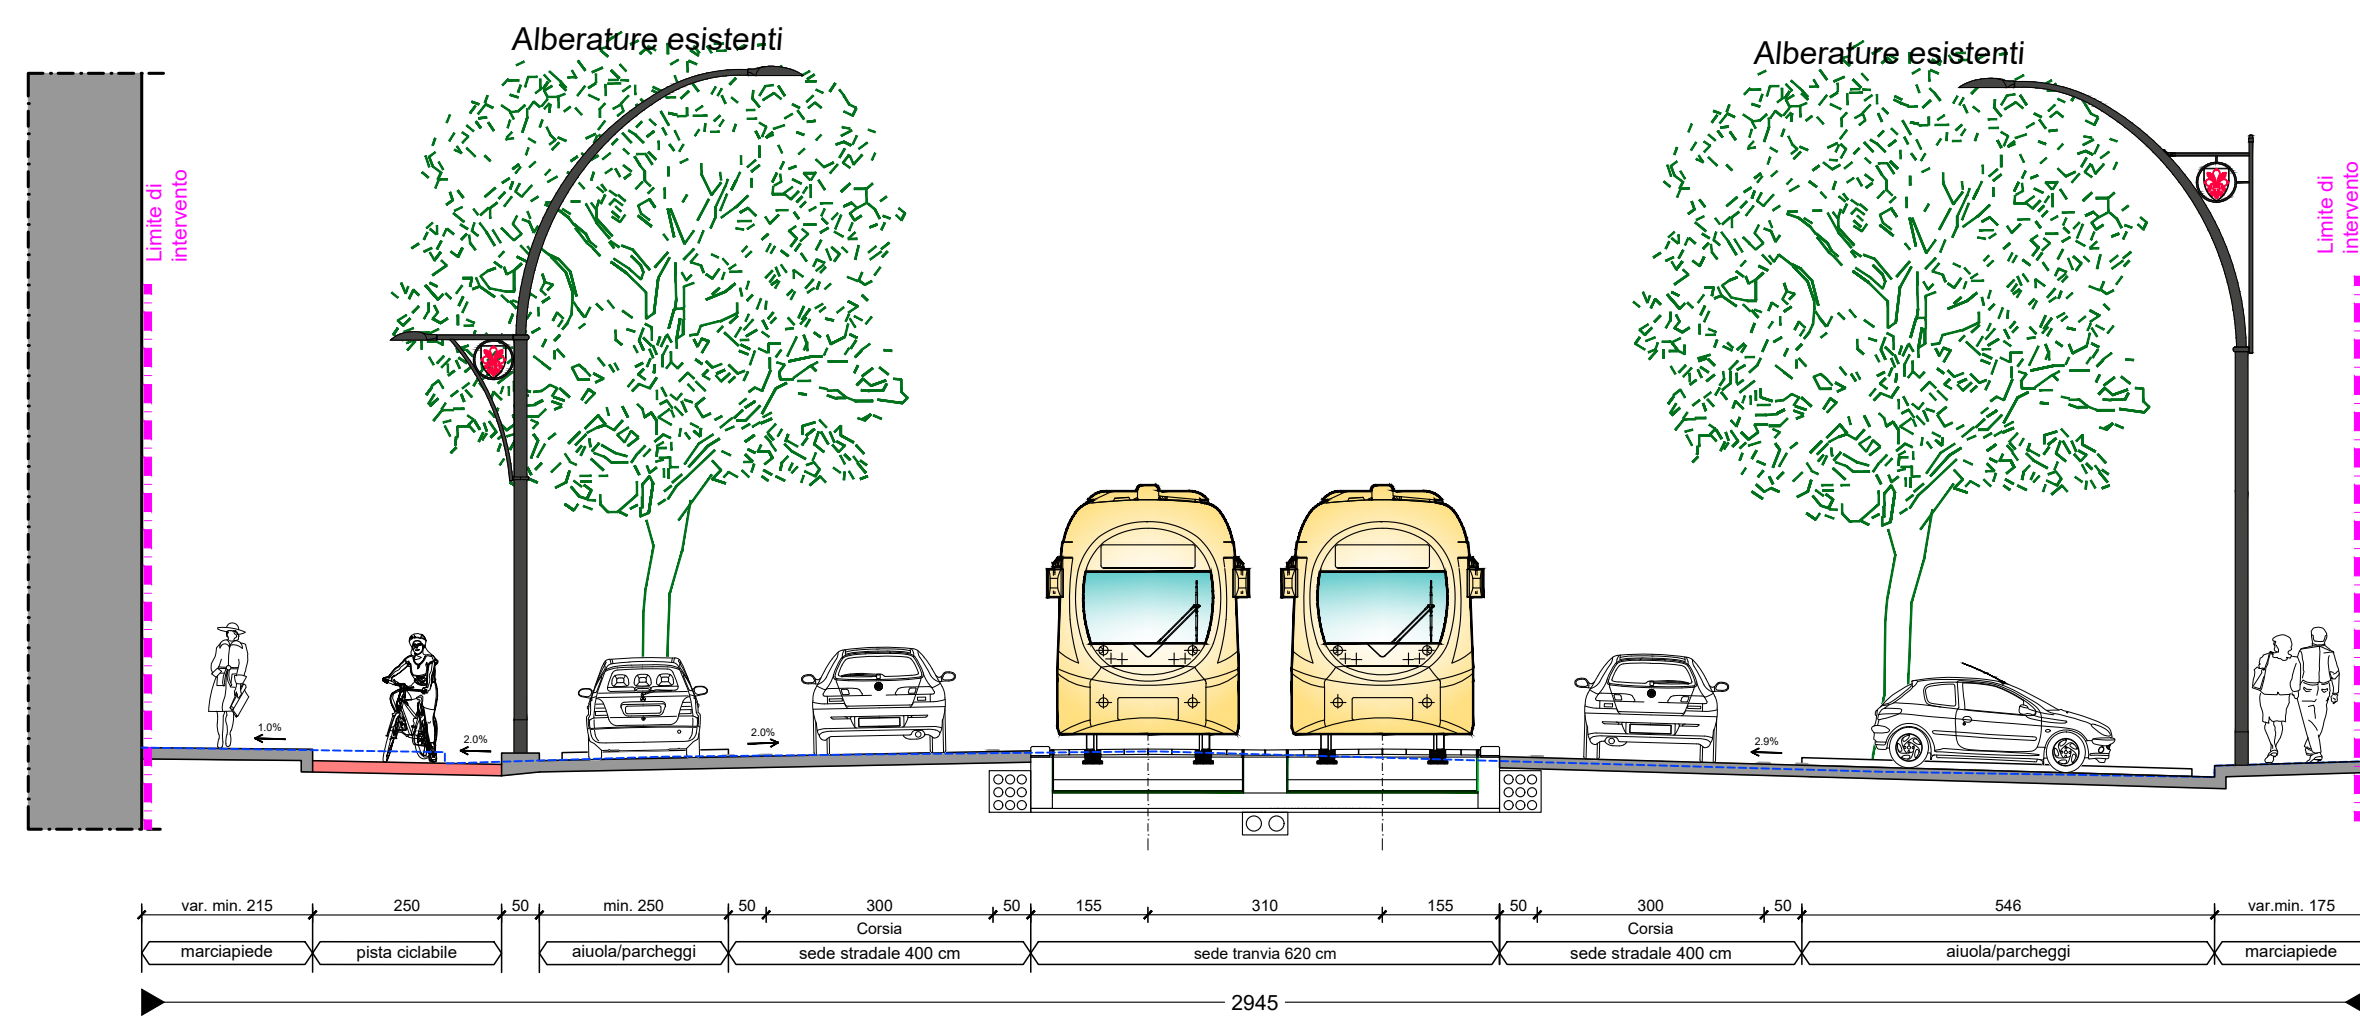 Alberature esistenti
Alberature esistenti
Limite di
intervento
Limite di
intervento
1.0%
2.0%
2.0%
2.9%
var. min. 215
250
50
min. 250
50
300
50
155
310
155
50
300
50
546
var.min. 175
Corsia
Corsia
marciapiede
pista ciclabile
aiuola/parcheggi
sede stradale 400 cm
sede tranvia 620 cm
sede stradale 400 cm
aiuola/parcheggi
marciapiede
2945